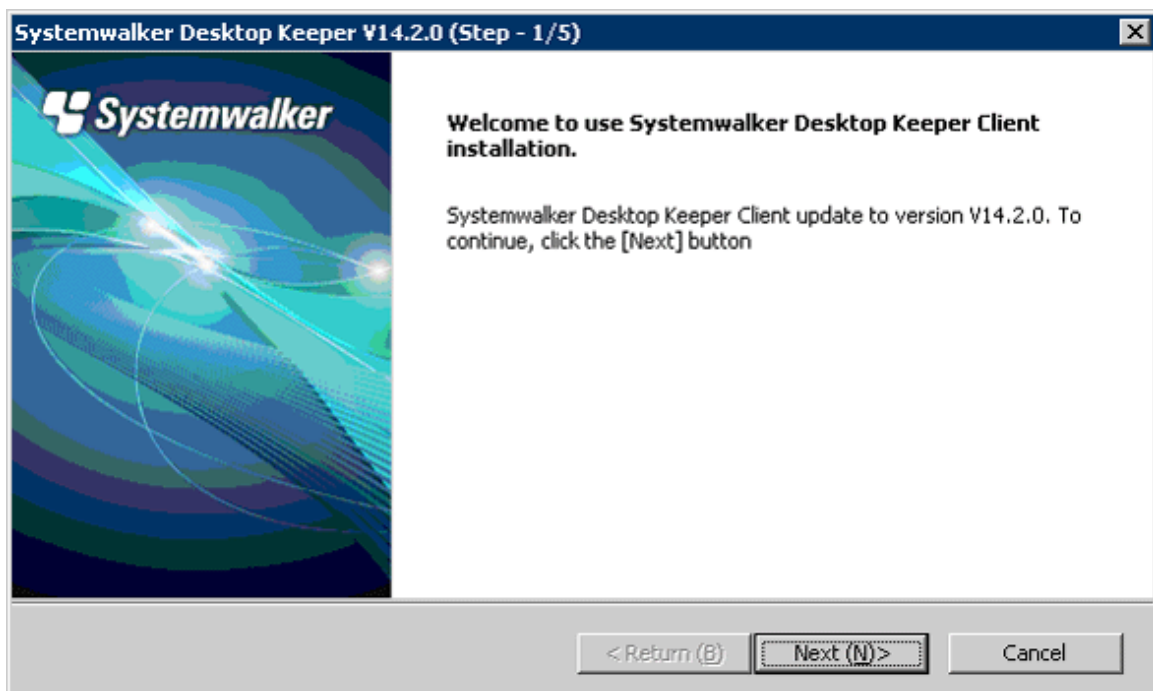 Systemwalker Desktop Keeper V14.2.0 (Step - 1/5)
Systemwalker
Welcome to use Systemwalker Desktop Keeper Client
installation.
Systemwalker Desktop Keeper Client update to version V14.2.0. To
continue, click the [Next] button
< Return (B)
Next (N)>
Cancel